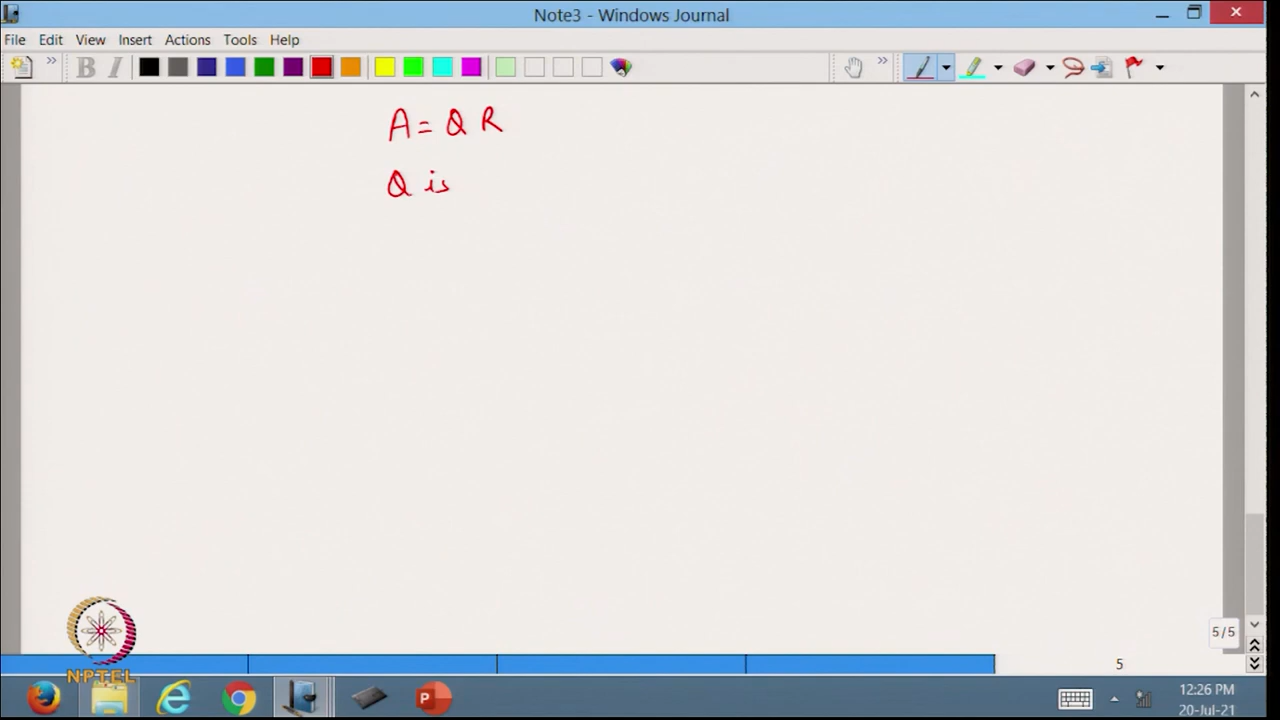 Note3 - Windows Journal
File Edit View Insert Actions Tools Help
B I
A = Q R
Q is
5 / 5
NPTEL
5
12:26 PM
20-Jul-21